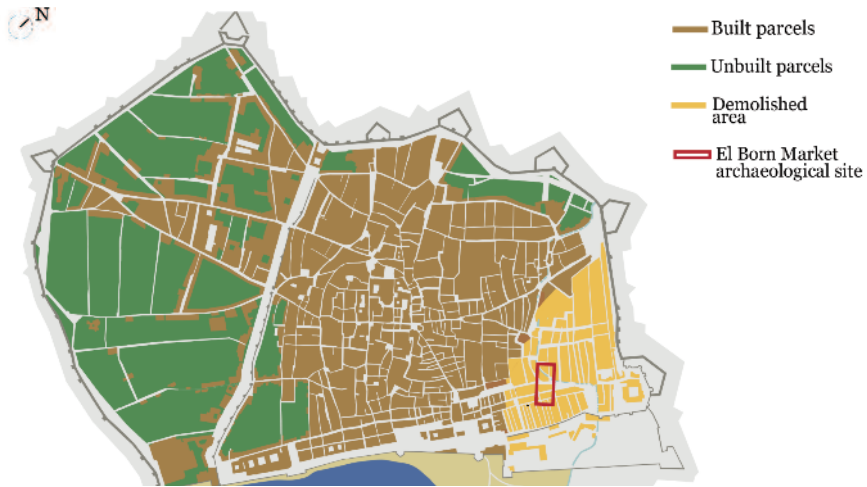 N
Built parcels
Unbuilt parcels
Demolished
area
El Born Market
archaeological site